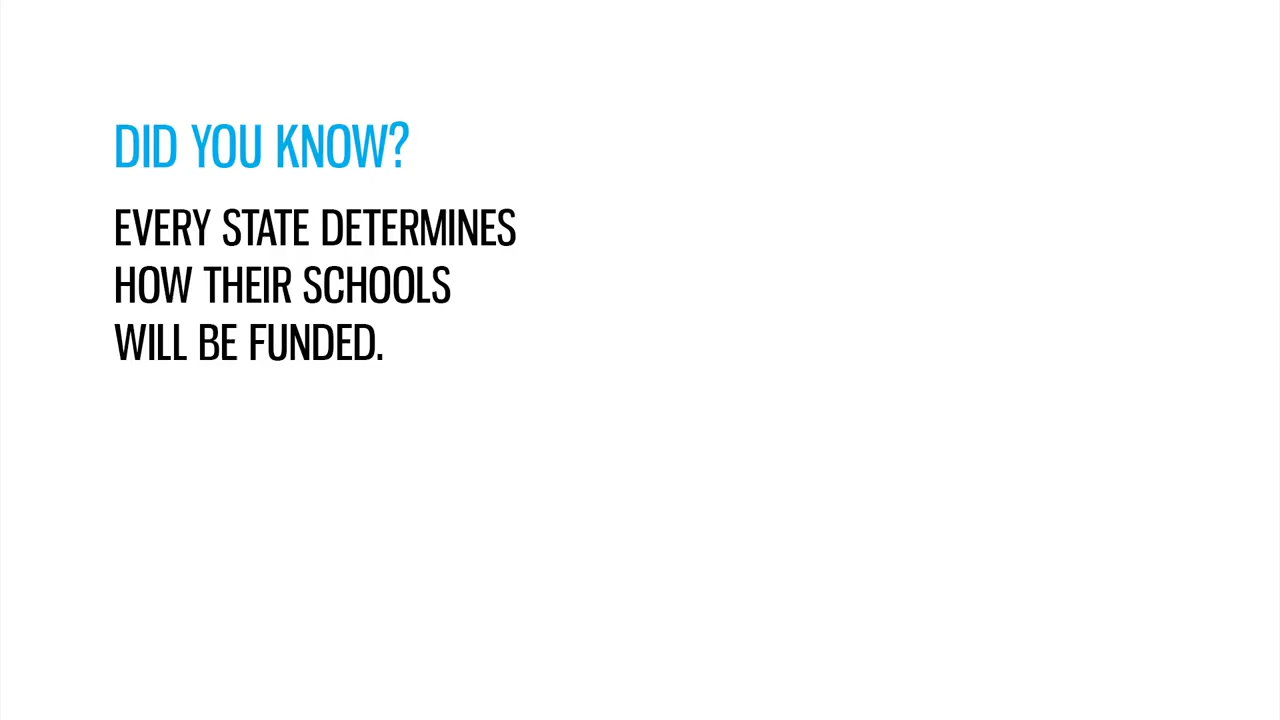 DID YOU KNOW?
EVERY STATE DETERMINES
HOW THEIR SCHOOLS
WILL BE FUNDED.